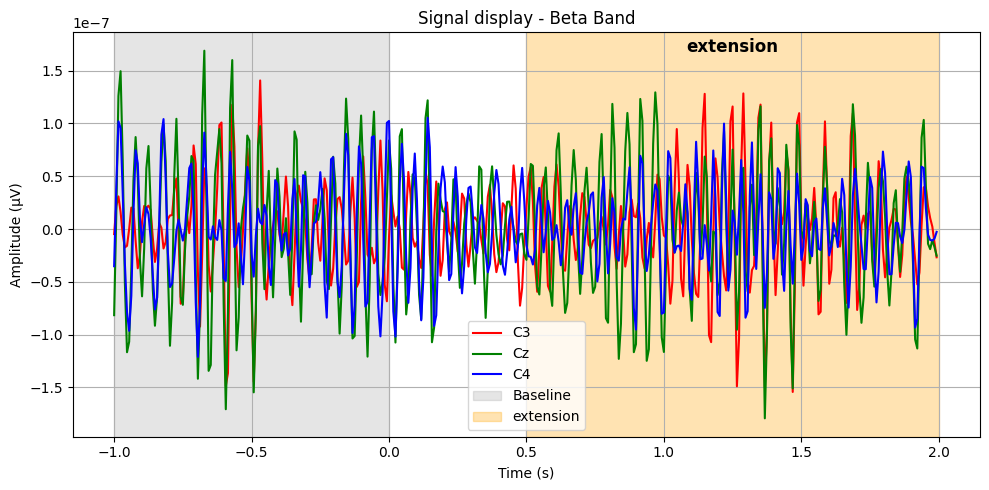 Signal display - Beta Band
1e−7
extension
1.5
1.0
0.5
0.0
−0.5
−1.0
−1.5
Amplitude (µV)
C3
Cz
C4
Baseline
extension
−1.0 −0.5 0.0 0.5 1.0 1.5 2.0
Time (s)